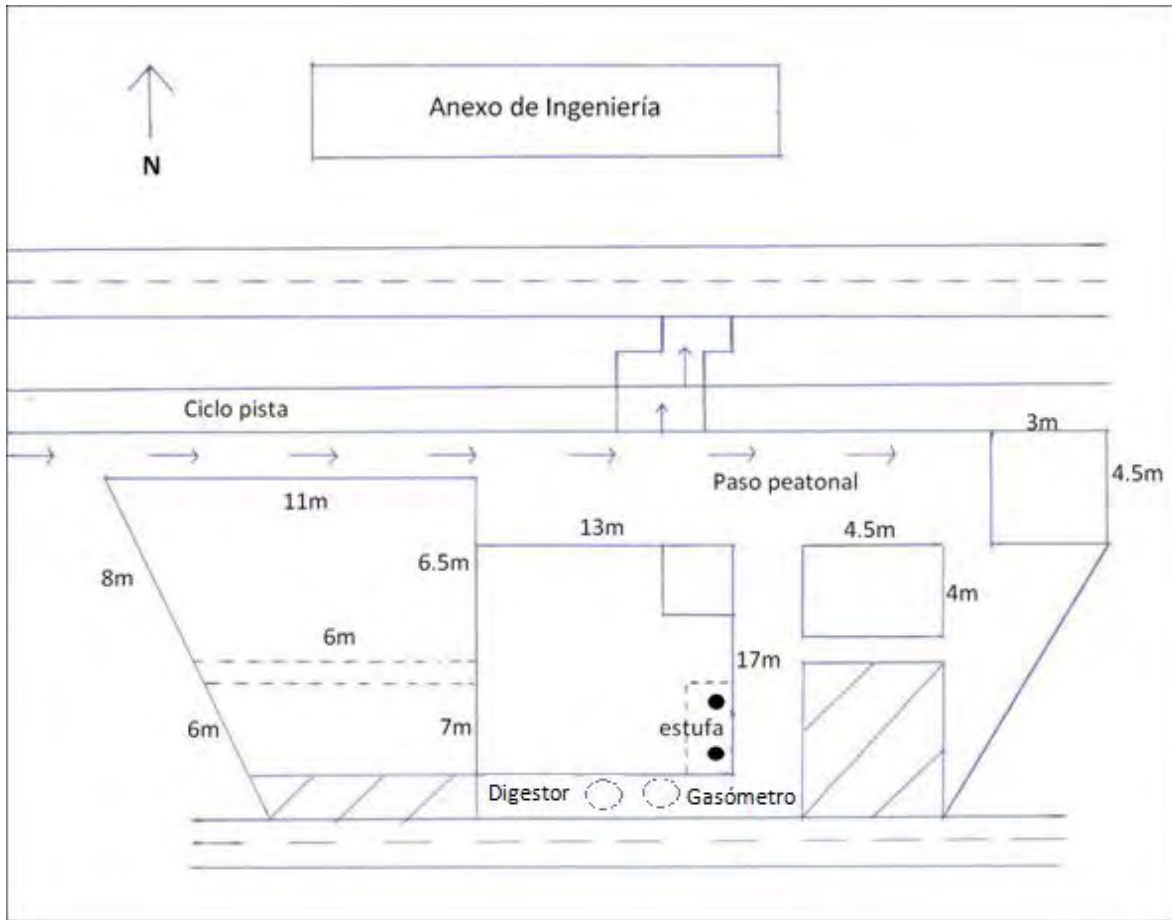 Anexo de Ingeniería
N
Ciclo pista
3m
Paso peatonal
4.5m
11m
13m
4.5m
8m
6.5m
4m
6m
17m
6m
7m
estufa
Digestor
Gasómetro